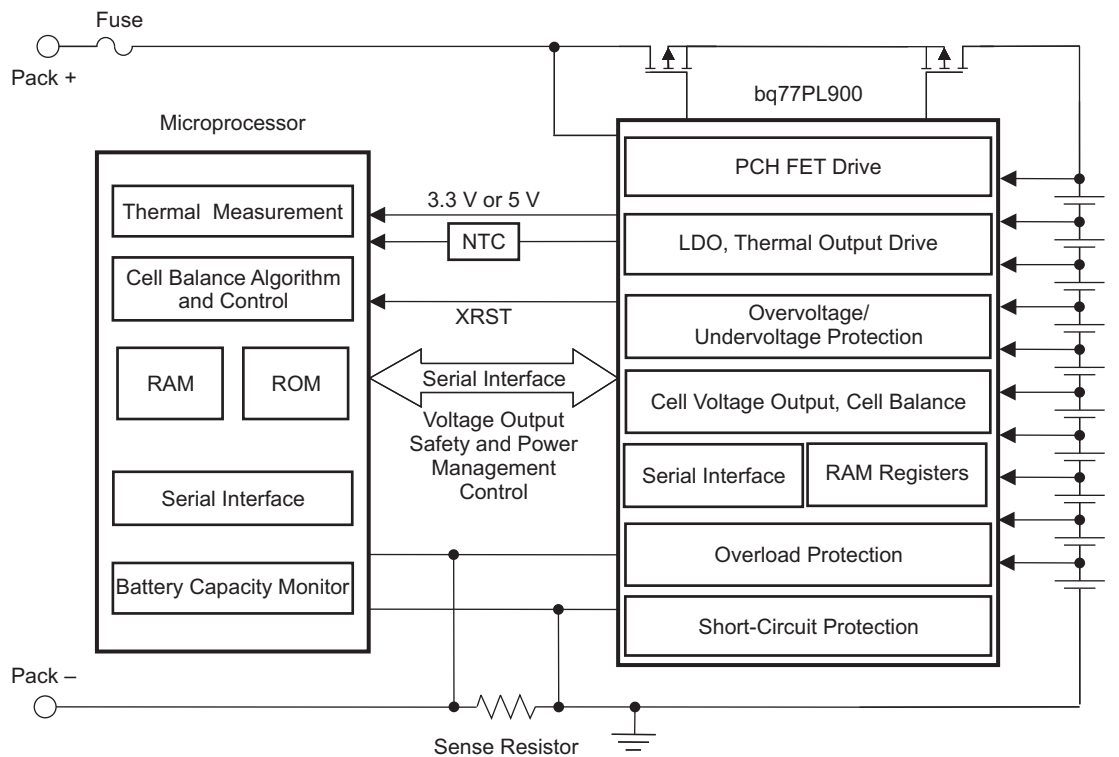 Fuse
Pack +
bq77PL900
Microprocessor
Thermal Measurement
Cell Balance Algorithm
and Control
RAM
ROM
Serial Interface
Battery Capacity Monitor
3.3 V or 5 V
NTC
XRST
Serial Interface
Voltage Output
Safety and Power
Management
Control
PCH FET Drive
LDO, Thermal Output Drive
Overvoltage/
Undervoltage Protection
Cell Voltage Output, Cell Balance
Serial Interface
RAM Registers
Overload Protection
Short-Circuit Protection
Pack –
Sense Resistor